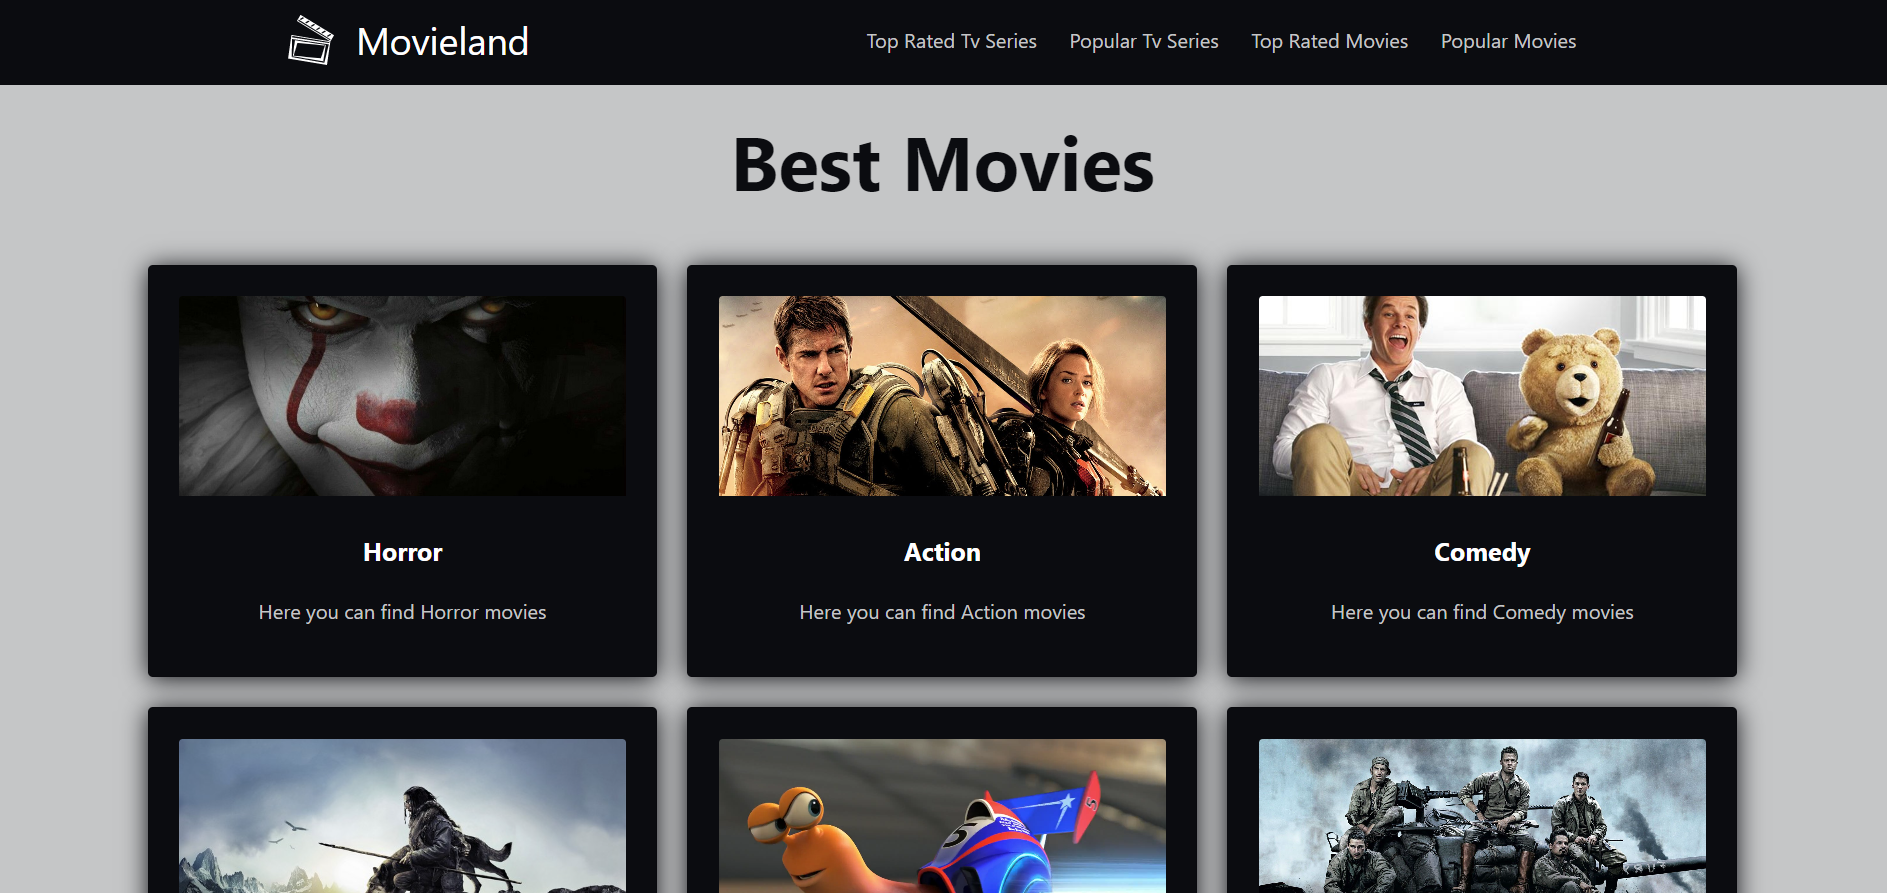 Movieland
Top Rated Tv Series
Popular Tv Series
Top Rated Movies
Popular Movies
Best Movies
Horror
Here you can find Horror movies
Action
Here you can find Action movies
Comedy
Here you can find Comedy movies
5